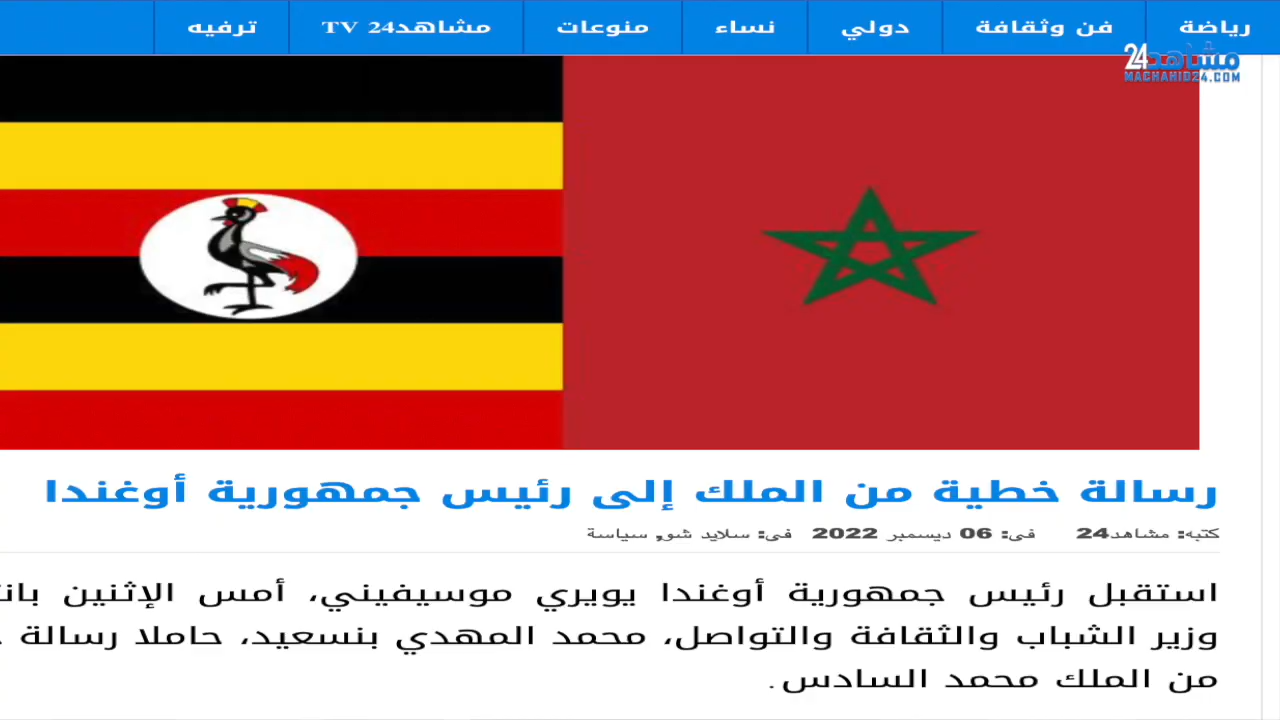 رياضة فن وثقافة دولي نساء منوعات مشاهد24 TV ترفيه
مشاهد24
MACHAHID24.COM
رسالة خطية من الملك إلى رئيس جمهورية أوغندا
كتبه: مشاهد24 فى: 06 ديسمبر 2022 فى: سلايد شو, سياسة
استقبل رئيس جمهورية أوغندا يويري موسيفيني، أمس الإثنين
وزير الشباب والثقافة والتواصل، محمد المهدي بنسعيد، حاملا رسالة
من الملك محمد السادس.